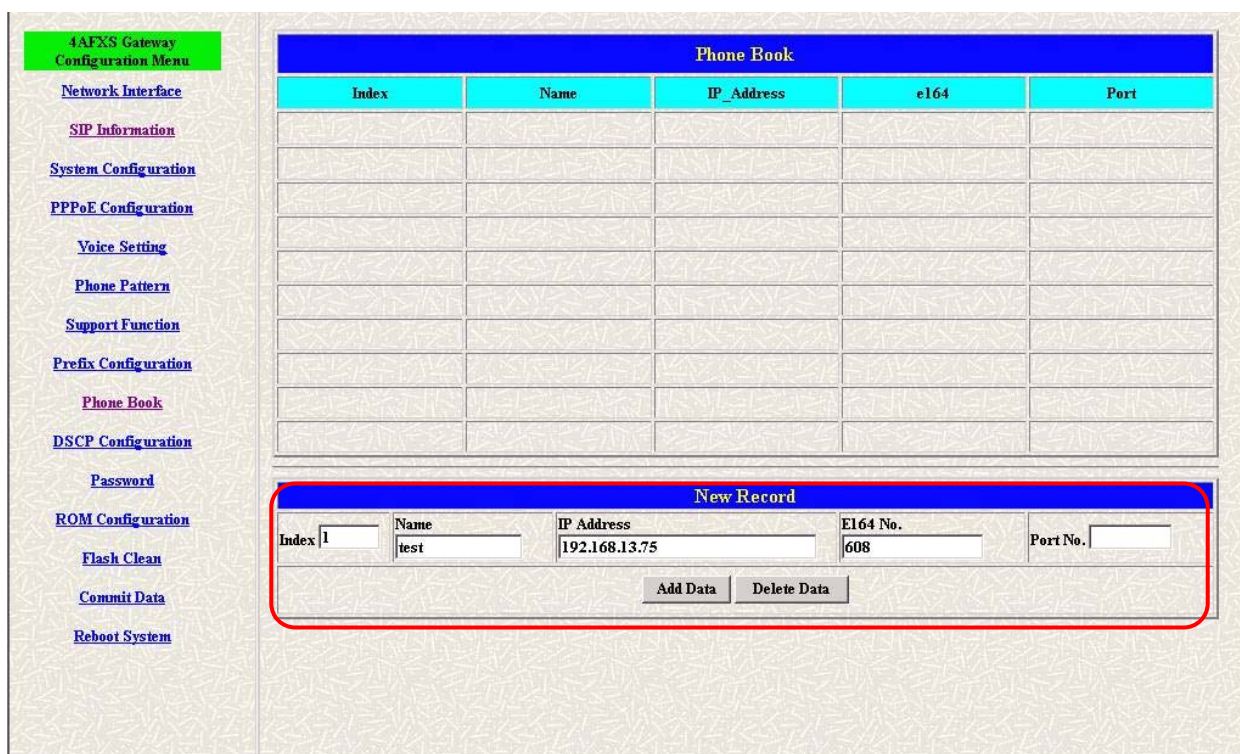 4AFXS Gateway
Configuration Menu
Network Interface
SIP Information
System Configuration
PPPoE Configuration
Voice Setting
Phone Pattern
Support Function
Prefix Configuration
Phone Book
DSCP Configuration
Password
ROM Configuration
Flash Clean
Commit Data
Reboot System
Phone Book
Index Name IP_Address e164 Port
New Record
Index 1
Name
test
IP Address
192.168.13.75
E164 No.
608
Port No.
Add Data Delete Data